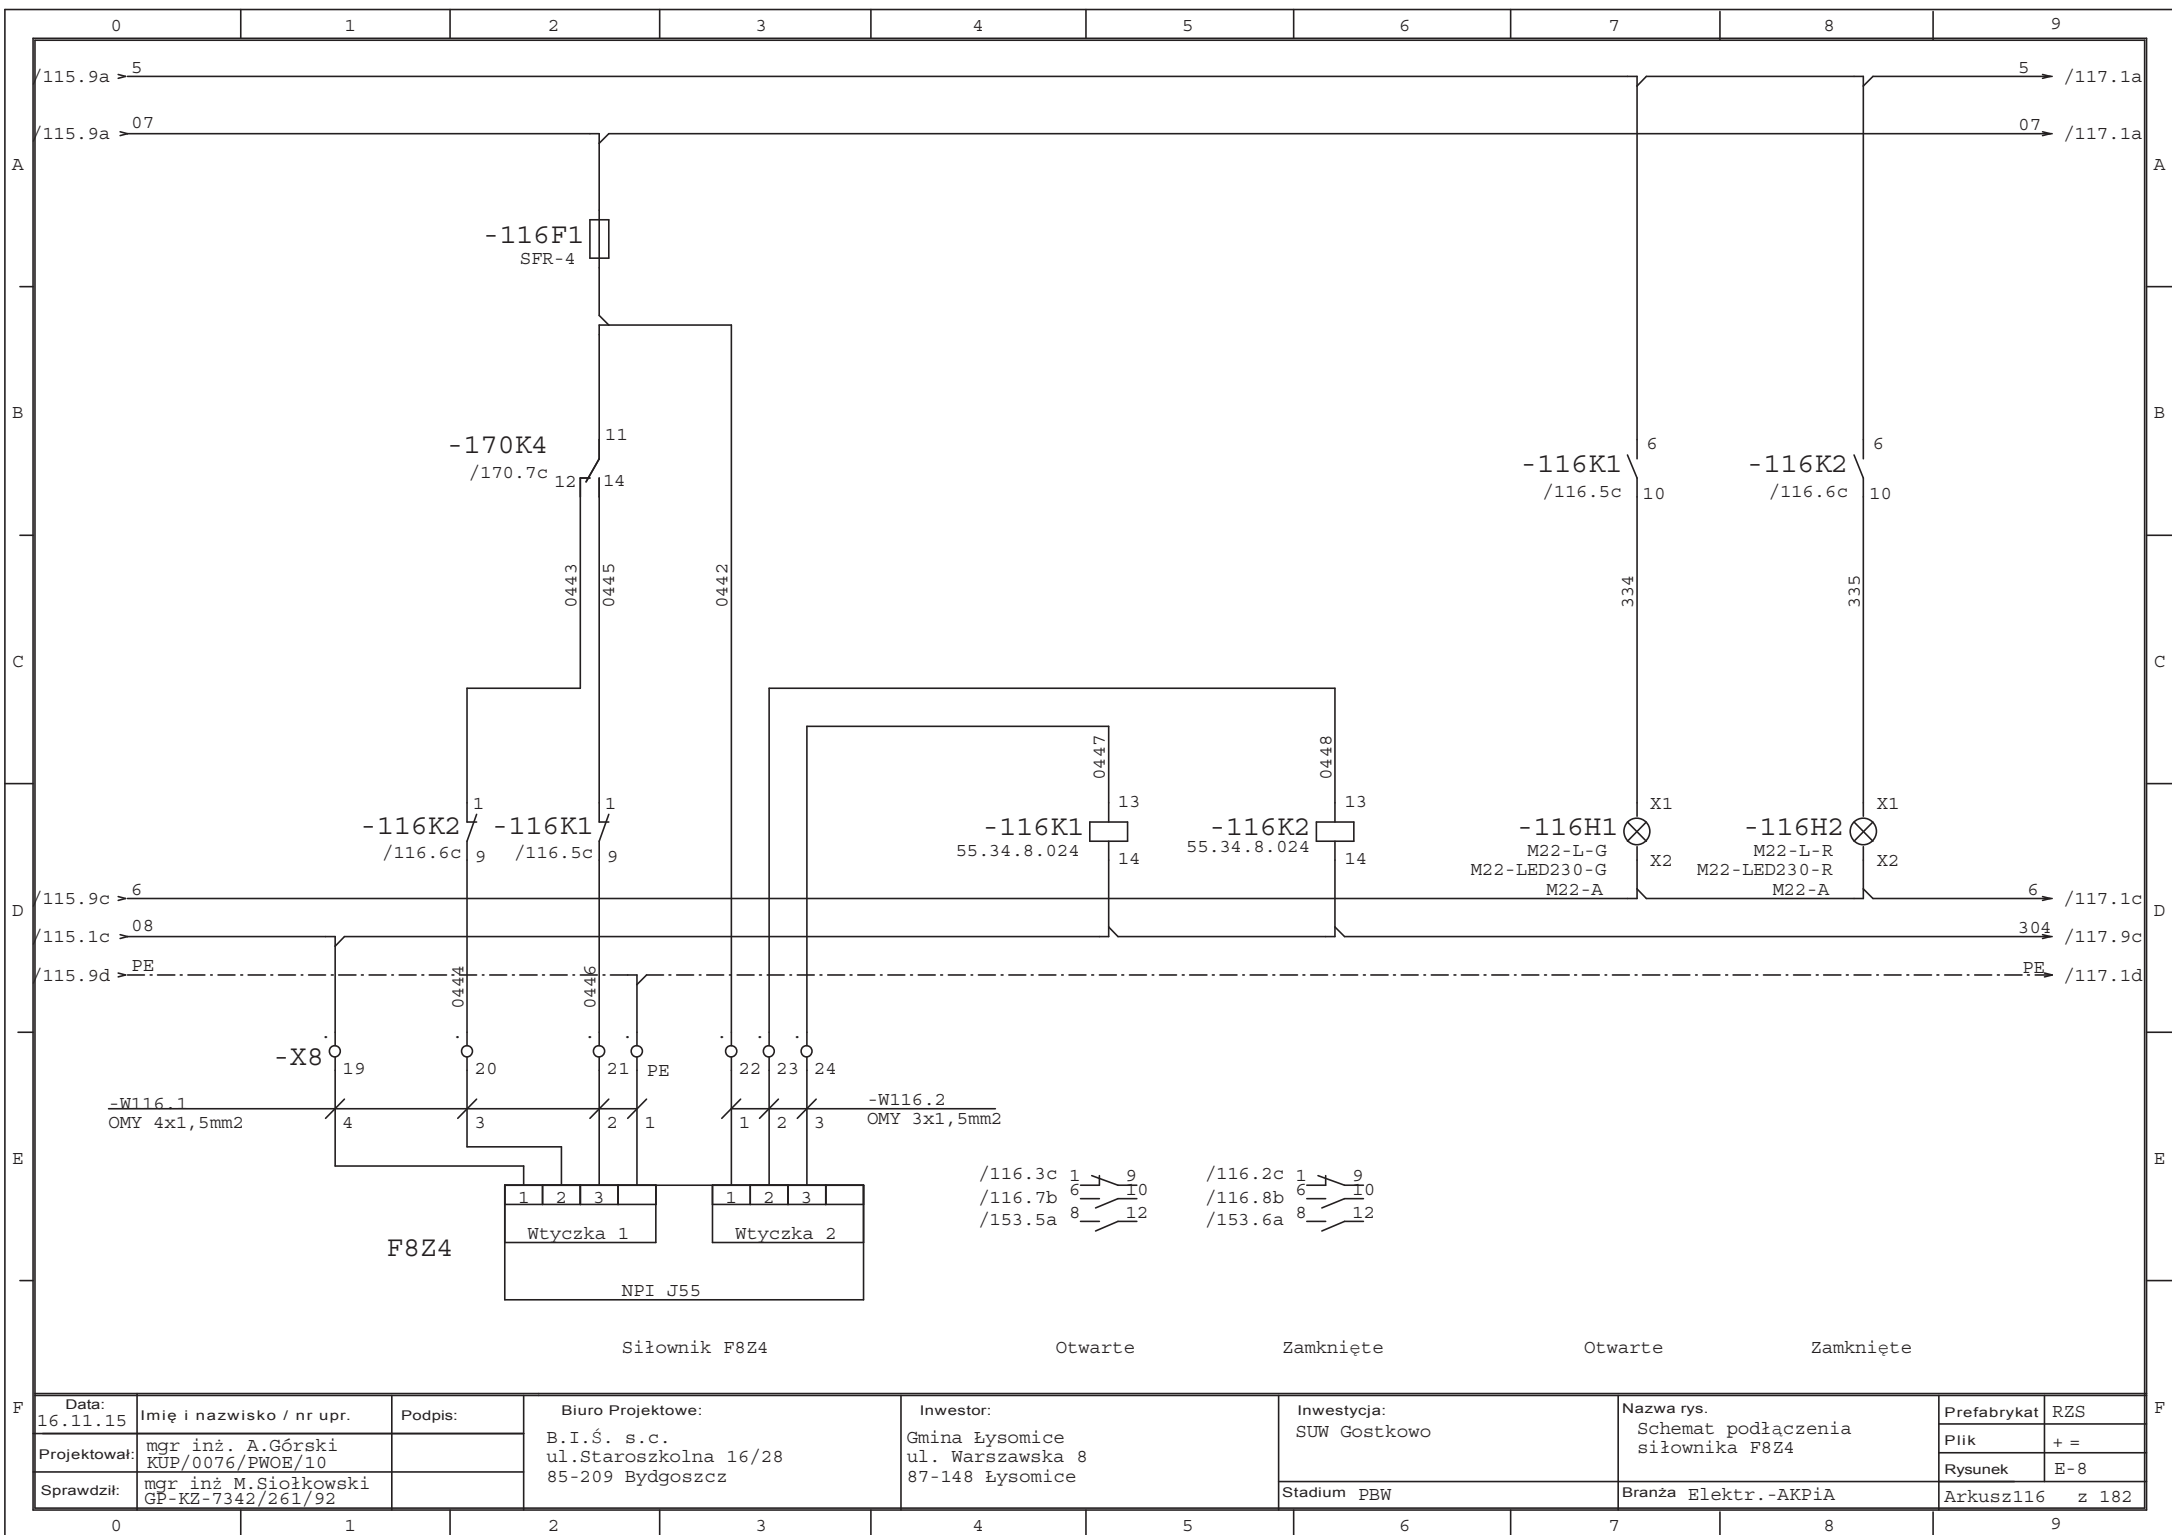 0 1 2 3 4 5 6 7 8 9
/115.9a 5 5 /117.1a
/115.9a 07 07 /117.1a
A A
-116F1
SFR-4
B B
-170K4 11
/170.7c 12 14
-116K1 6
/116.5c 10
-116K2 6
/116.6c 10
0443 0445 0442 334 335
C C
0447 0448
-116K2 1
/116.6c 9
-116K1 1
/116.5c 9
-116K1 13
55.34.8.024 14
-116K2 13
55.34.8.024 14
-116H1 X1
M22-L-G X2
M22-LED230-G
M22-A
-116H2 X1
M22-L-R X2
M22-LED230-R
M22-A
/115.9c 6 6 /117.1c
D D
/115.1c 08 304 /117.9c
/115.9d PE PE /117.1d
0444 0446
-X8 19 20 21 PE 22 23 24
-W116.1
OMY 4x1,5mm2 4 3 2 1 1 2 3
-W116.2
OMY 3x1,5mm2
E E
/116.3c 1 9
/116.7b 6 10
/153.5a 8 12
/116.2c 1 9
/116.8b 6 10
/153.6a 8 12
1 2 3 1 2 3
Wtyczka 1 Wtyczka 2
F8Z4
NPI J55
Siłownik F8Z4 Otwarte Zamknięte Otwarte Zamknięte
F F
Data:
16.11.15
Imię i nazwisko / nr upr.
Podpis:
Projektował:
mgr inż. A.Górski
KUP/0076/PWOE/10
Sprawdził:
mgr inż M.Siołkowski
GP-KZ-7342/261/92
Biuro Projektowe:
B.I.Ś. s.c.
ul.Staroszkolna 16/28
85-209 Bydgoszcz
Inwestor:
Gmina Łysomice
ul. Warszawska 8
87-148 Łysomice
Inwestycja:
SUW Gostkowo
Stadium PBW
Nazwa rys.
Schemat podłączenia
siłownika F8Z4
Branża Elektr.-AKPiA
Prefabrykat RZS
Plik + =
Rysunek E-8
Arkusz116 z 182
0 1 2 3 4 5 6 7 8 9